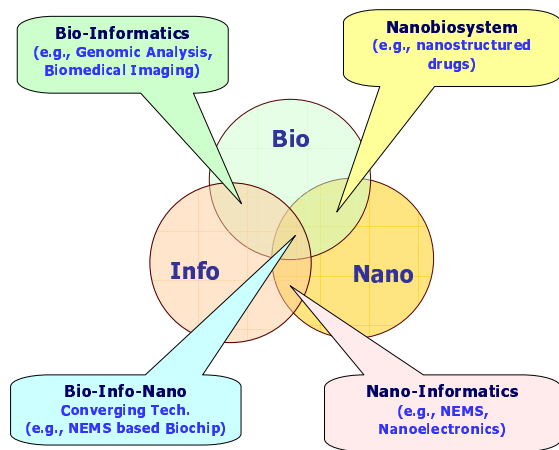 Bio-Informatics
(e.g., Genomic Analysis,
Biomedical Imaging)
Nanobiosystem
(e.g., nanostructured
drugs)
Bio
Info
Nano
Bio-Info-Nano
Converging Tech.
(e.g., NEMS based Biochip)
Nano-Informatics
(e.g., NEMS,
Nanoelectronics)